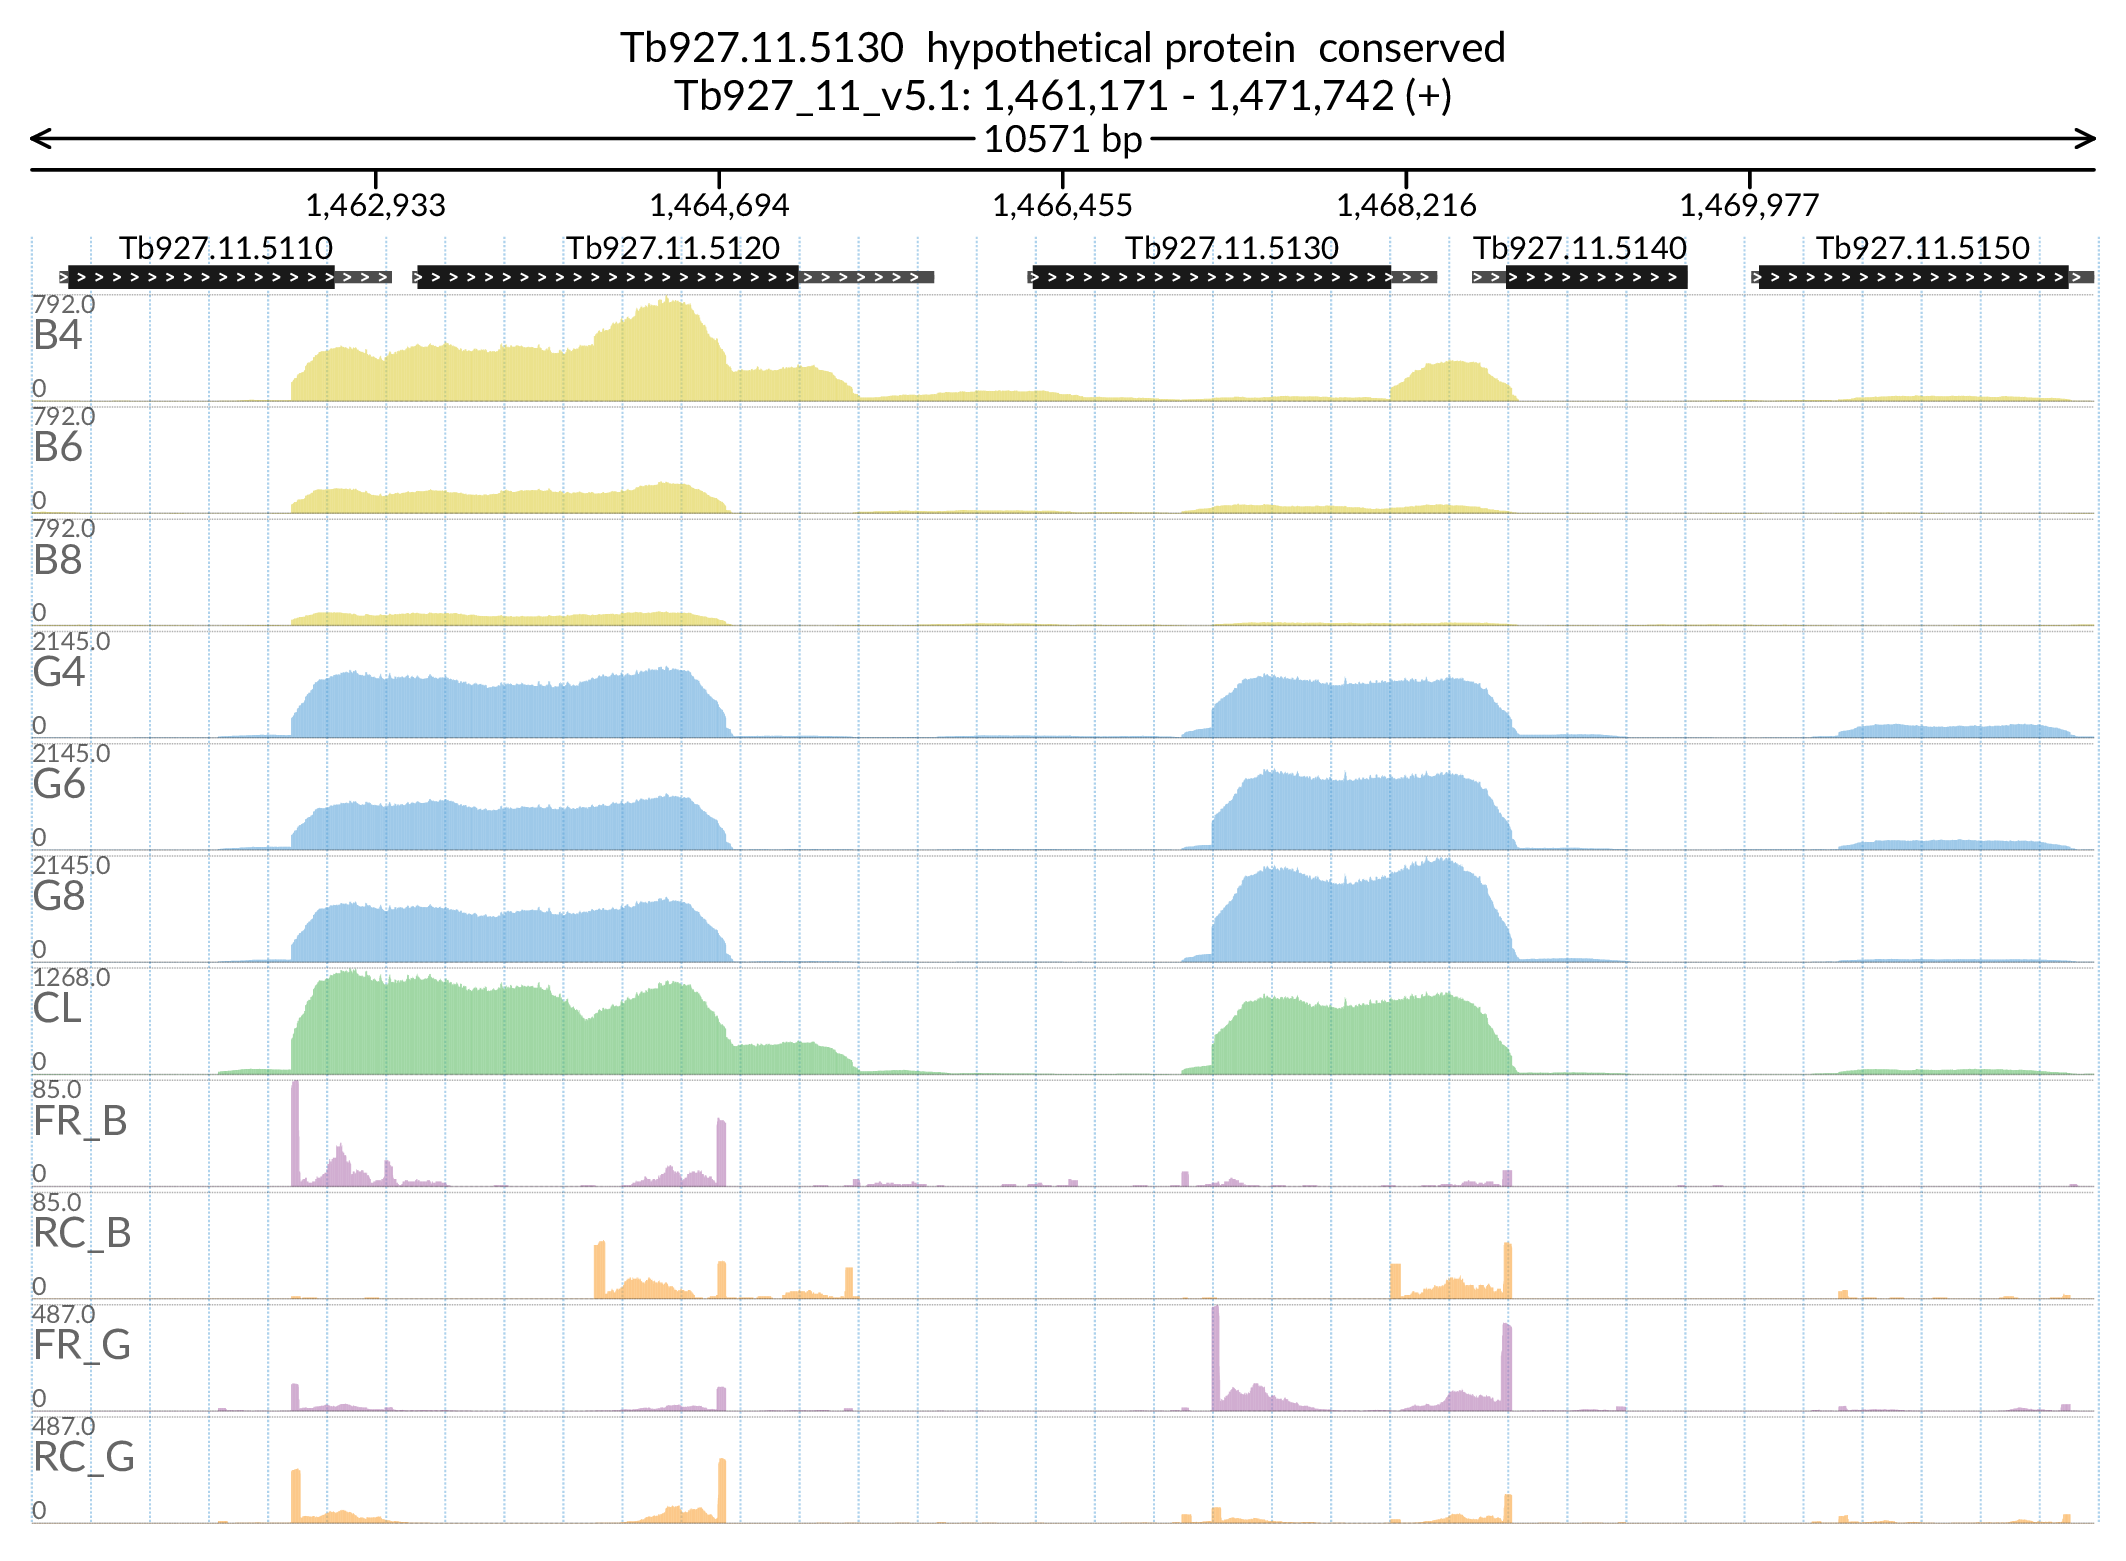 Tb927.11.5130 hypothetical protein conserved
Tb927_11_v5.1: 1,461,171 - 1,471,742 (+)
10571 bp
1,462,933 1,464,694 1,466,455 1,468,216 1,469,977
Tb927.11.5110 Tb927.11.5120 Tb927.11.5130 Tb927.11.5140 Tb927.11.5150
792.0
B4
0
792.0
B6
0
792.0
B8
0
2145.0
G4
0
2145.0
G6
0
2145.0
G8
0
1268.0
CL
0
85.0
FR_B
0
85.0
RC_B
0
487.0
FR_G
0
487.0
RC_G
0